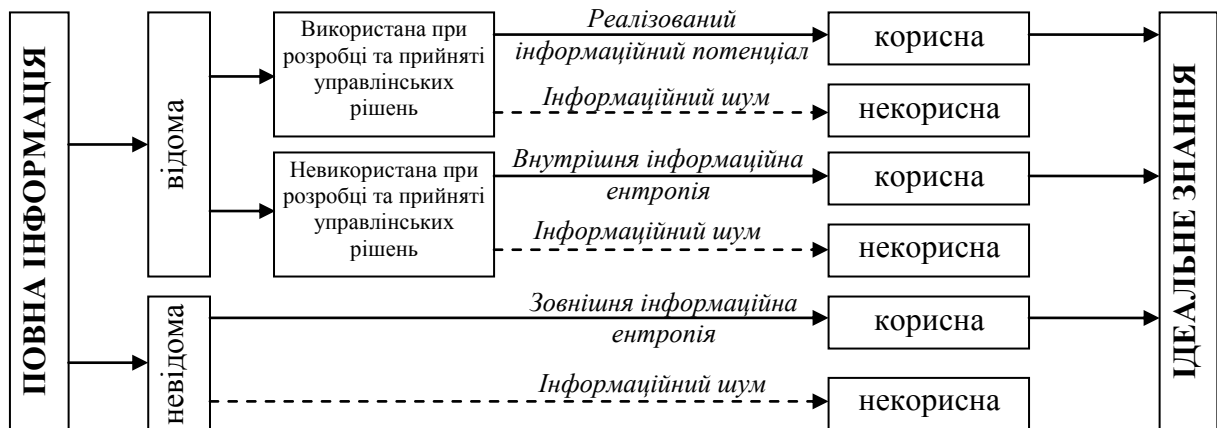 ПОВНА ІНФОРМАЦІЯ
відома
Використана при
розробці та прийняті
управлінських
рішень
Реалізований
інформаційний потенціал
корисна
Інформаційний шум
некорисна
Невикористана при
розробці та прийняті
управлінських
рішень
Внутрішня інформаційна
ентропія
корисна
Інформаційний шум
некорисна
невідома
Зовнішня інформаційна
ентропія
корисна
Інформаційний шум
некорисна
ІДЕАЛЬНЕ ЗНАННЯ